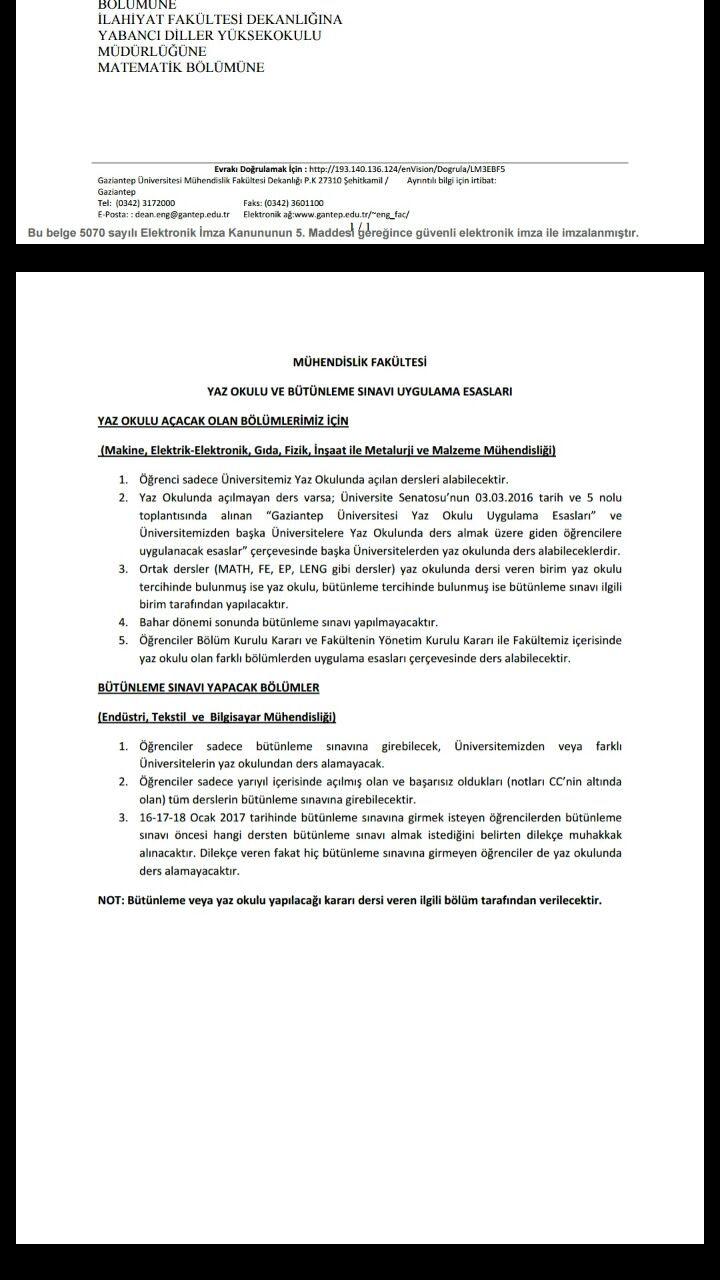 BÖLÜMÜNE
İLAHİYAT FAKÜLTESİ DEKANLIĞINA
YABANCI DİLLER YÜKSEKOKULU
MÜDÜRLÜĞÜNE
MATEMATİK BÖLÜMÜNE
Evrakı Doğrulamak İçin : http://193.140.136.124/enVision/Dogrula/LM3EBF5
Gaziantep Üniversitesi Mühendislik Fakültesi Dekanlığı P.K 27310 Şehitkamil / Ayrıntılı bilgi için irtibat:
Gaziantep
Tel: (0342) 3172000 Faks: (0342) 3601100
E-Posta: : dean.eng@gantep.edu.tr Elektronik ağ:www.gantep.edu.tr/~eng_fac/
1 / 1
Bu belge 5070 sayılı Elektronik İmza Kanununun 5. Maddesi gereğince güvenli elektronik imza ile imzalanmıştır.
MÜHENDİSLİK FAKÜLTESİ
YAZ OKULU VE BÜTÜNLEME SINAVI UYGULAMA ESASLARI
YAZ OKULU AÇACAK OLAN BÖLÜMLERİMİZ İÇİN
(Makine, Elektrik-Elektronik, Gıda, Fizik, İnşaat ile Metalurji ve Malzeme Mühendisliği)
1. Öğrenci sadece Üniversitemiz Yaz Okulunda açılan dersleri alabilecektir.
2. Yaz Okulunda açılmayan ders varsa; Üniversite Senatosu’nun 03.03.2016 tarih ve 5 nolu
toplantısında alınan “Gaziantep Üniversitesi Yaz Okulu Uygulama Esasları” ve
Üniversitemizden başka Üniversitelere Yaz Okulunda ders almak üzere giden öğrencilere
uygulanacak esaslar” çerçevesinde başka Üniversitelerden yaz okulunda ders alabileceklerdir.
3. Ortak dersler (MATH, FE, EP, LENG gibi dersler) yaz okulunda dersi veren birim yaz okulu
tercihinde bulunmuş ise yaz okulu, bütünleme tercihinde bulunmuş ise bütünleme sınavı ilgili
birim tarafından yapılacaktır.
4. Bahar dönemi sonunda bütünleme sınavı yapılmayacaktır.
5. Öğrenciler Bölüm Kurulu Kararı ve Fakültenin Yönetim Kurulu Kararı ile Fakültemiz içerisinde
yaz okulu olan farklı bölümlerden uygulama esasları çerçevesinde ders alabilecektir.
BÜTÜNLEME SINAVI YAPACAK BÖLÜMLER
(Endüstri, Tekstil ve Bilgisayar Mühendisliği)
1. Öğrenciler sadece bütünleme sınavına girebilecek, Üniversitemizden veya farklı
Üniversitelerin yaz okulundan ders alamayacak.
2. Öğrenciler sadece yarıyıl içerisinde açılmış olan ve başarısız oldukları (notları CC’nin altında
olan) tüm derslerin bütünleme sınavına girebilecektir.
3. 16-17-18 Ocak 2017 tarihinde bütünleme sınavına girmek isteyen öğrencilerden bütünleme
sınavı öncesi hangi dersten bütünleme sınavı almak istediğini belirten dilekçe muhakkak
alınacaktır. Dilekçe veren fakat hiç bütünleme sınavına girmeyen öğrenciler de yaz okulunda
ders alamayacaktır.
NOT: Bütünleme veya yaz okulu yapılacağı kararı dersi veren ilgili bölüm tarafından verilecektir.